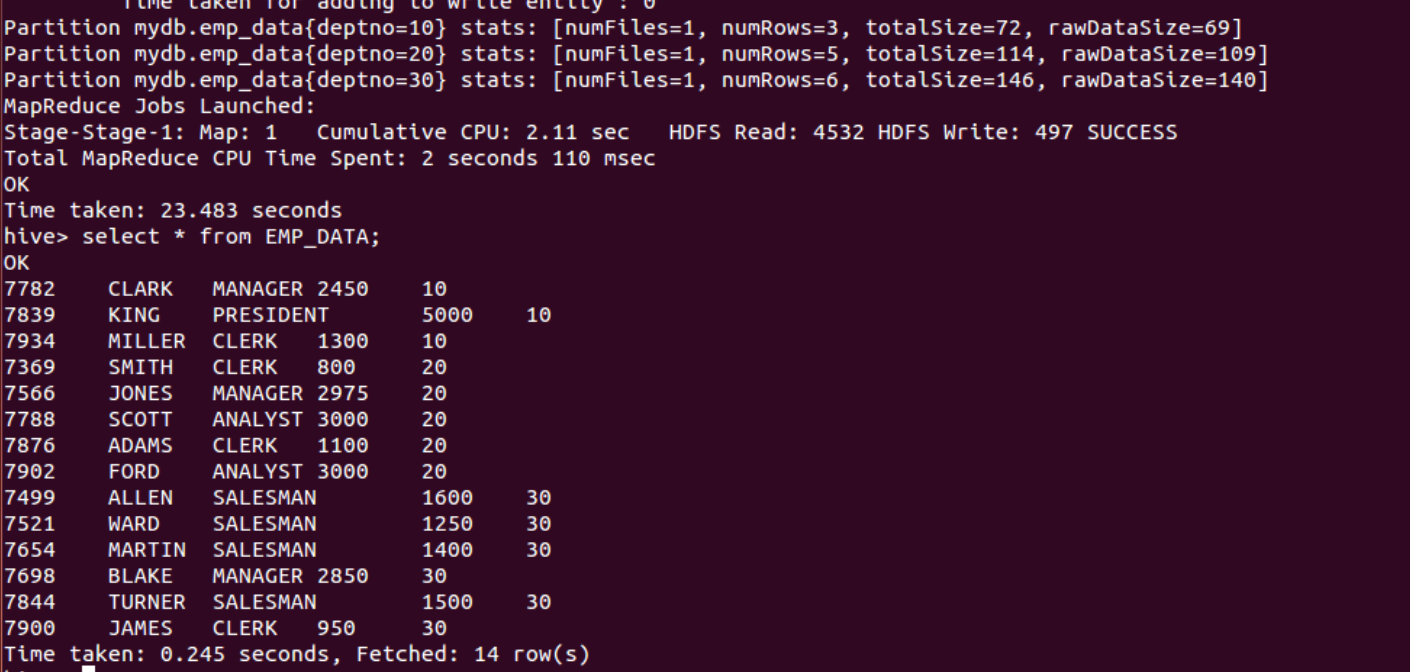 Time taken for adding to write entity : 0
Partition mydb.emp_data{deptno=10} stats: [numFiles=1, numRows=3, totalSize=72, rawDataSize=69]
Partition mydb.emp_data{deptno=20} stats: [numFiles=1, numRows=5, totalSize=114, rawDataSize=109]
Partition mydb.emp_data{deptno=30} stats: [numFiles=1, numRows=6, totalSize=146, rawDataSize=140]
MapReduce Jobs Launched:
Stage-Stage-1: Map: 1   Cumulative CPU: 2.11 sec   HDFS Read: 4532 HDFS Write: 497 SUCCESS
Total MapReduce CPU Time Spent: 2 seconds 110 msec
OK
Time taken: 23.483 seconds
hive> select * from EMP_DATA;
OK
7782    CLARK   MANAGER 2450    10
7839    KING    PRESIDENT       5000    10
7934    MILLER  CLERK   1300    10
7369    SMITH   CLERK   800     20
7566    JONES   MANAGER 2975    20
7788    SCOTT   ANALYST 3000    20
7876    ADAMS   CLERK   1100    20
7902    FORD    ANALYST 3000    20
7499    ALLEN   SALESMAN        1600    30
7521    WARD    SALESMAN        1250    30
7654    MARTIN  SALESMAN        1400    30
7698    BLAKE   MANAGER 2850    30
7844    TURNER  SALESMAN        1500    30
7900    JAMES   CLERK   950     30
Time taken: 0.245 seconds, Fetched: 14 row(s)